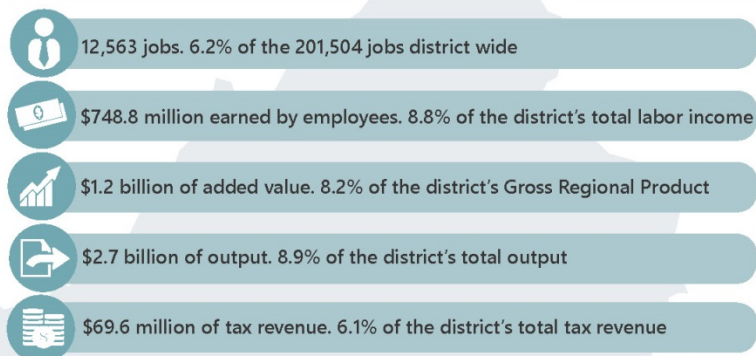 12,563 jobs. 6.2% of the 201,504 jobs district wide
$748.8 million earned by employees. 8.8% of the district's total labor income
$1.2 billion of added value. 8.2% of the district's Gross Regional Product
$2.7 billion of output. 8.9% of the district's total output
$69.6 million of tax revenue. 6.1% of the district's total tax revenue